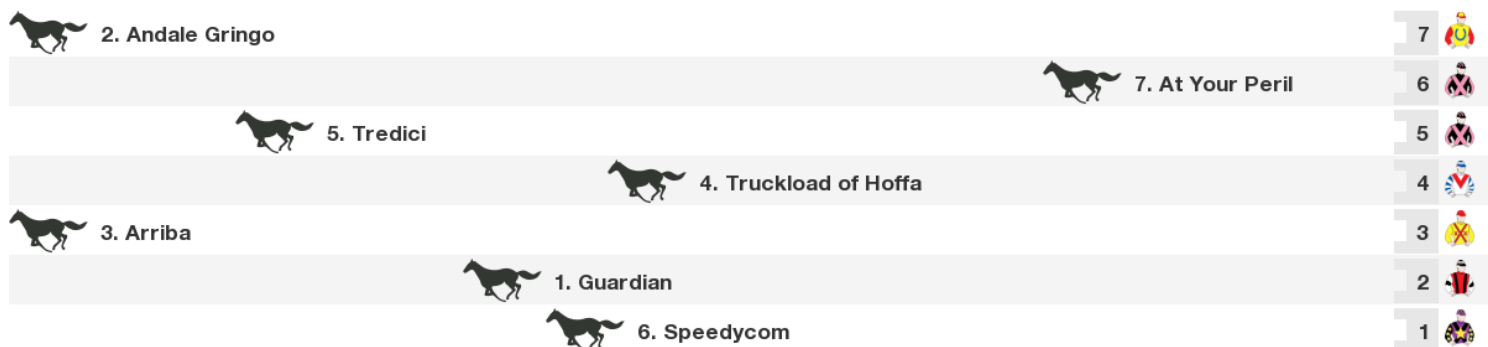 2. Andale Gringo 7
7. At Your Peril 6
5. Tredici 5
4. Truckload of Hoffa 4
3. Arriba 3
1. Guardian 2
6. Speedycom 1